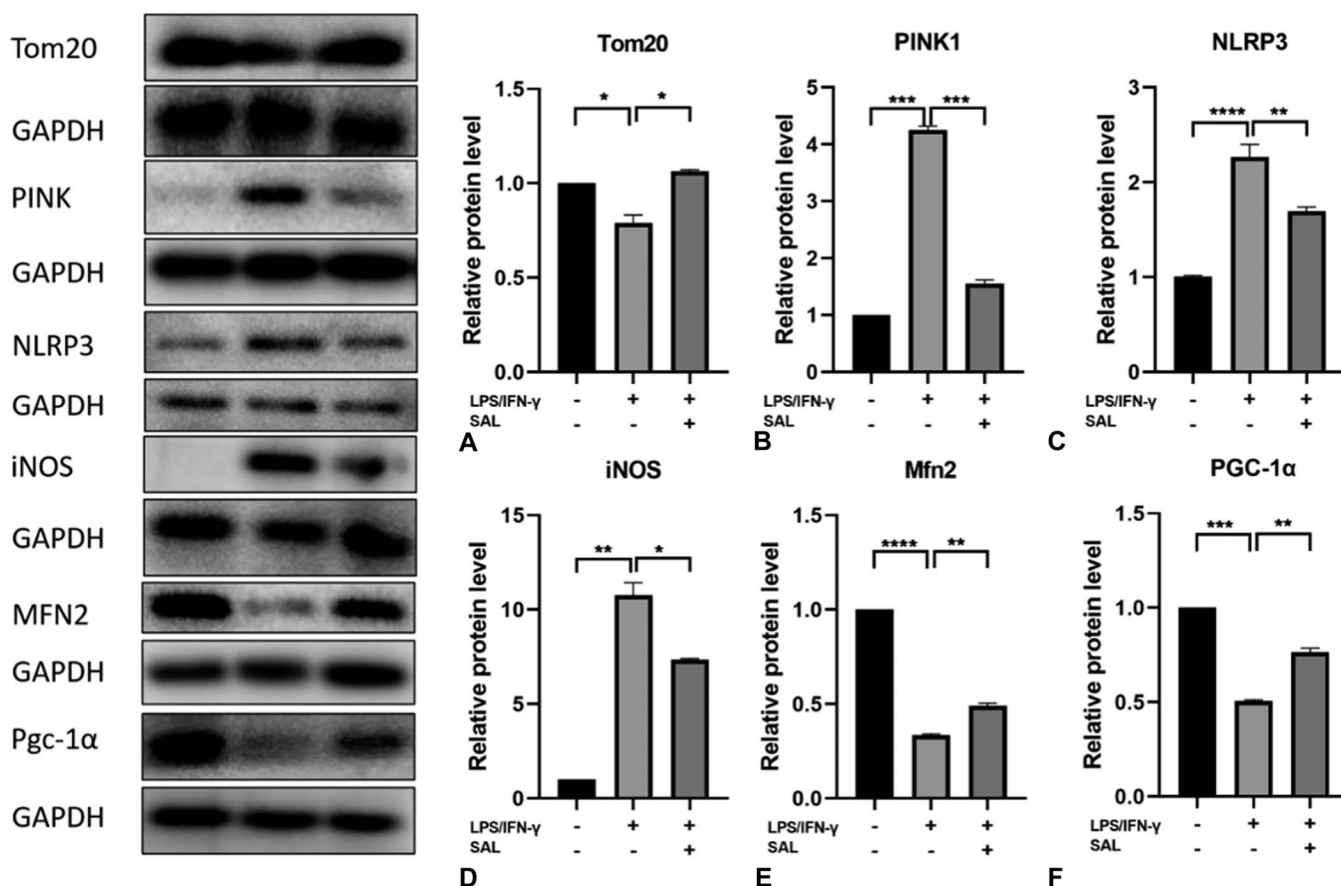 Tom20
GAPDH
PINK
GAPDH
NLRP3
GAPDH
iNOS
GAPDH
MFN2
GAPDH
Pgc-1α
GAPDH
Tom20
Relative protein level
1.5
1.0
0.5
0.0
* *
LPS/IFN-γ - + +
SAL - - +
A
PINK1
Relative protein level
5
4
3
2
1
0
*** ***
LPS/IFN-γ - + +
SAL - - +
B
NLRP3
Relative protein level
3
2
1
0
**** **
LPS/IFN-γ - + +
SAL - - +
C
iNOS
Relative protein level
15
10
5
0
** *
LPS/IFN-γ - + +
SAL - - +
D
Mfn2
Relative protein level
1.5
1.0
0.5
0.0
**** **
LPS/IFN-γ - + +
SAL - - +
E
PGC-1α
Relative protein level
1.5
1.0
0.5
0.0
*** **
LPS/IFN-γ - + +
SAL - - +
F